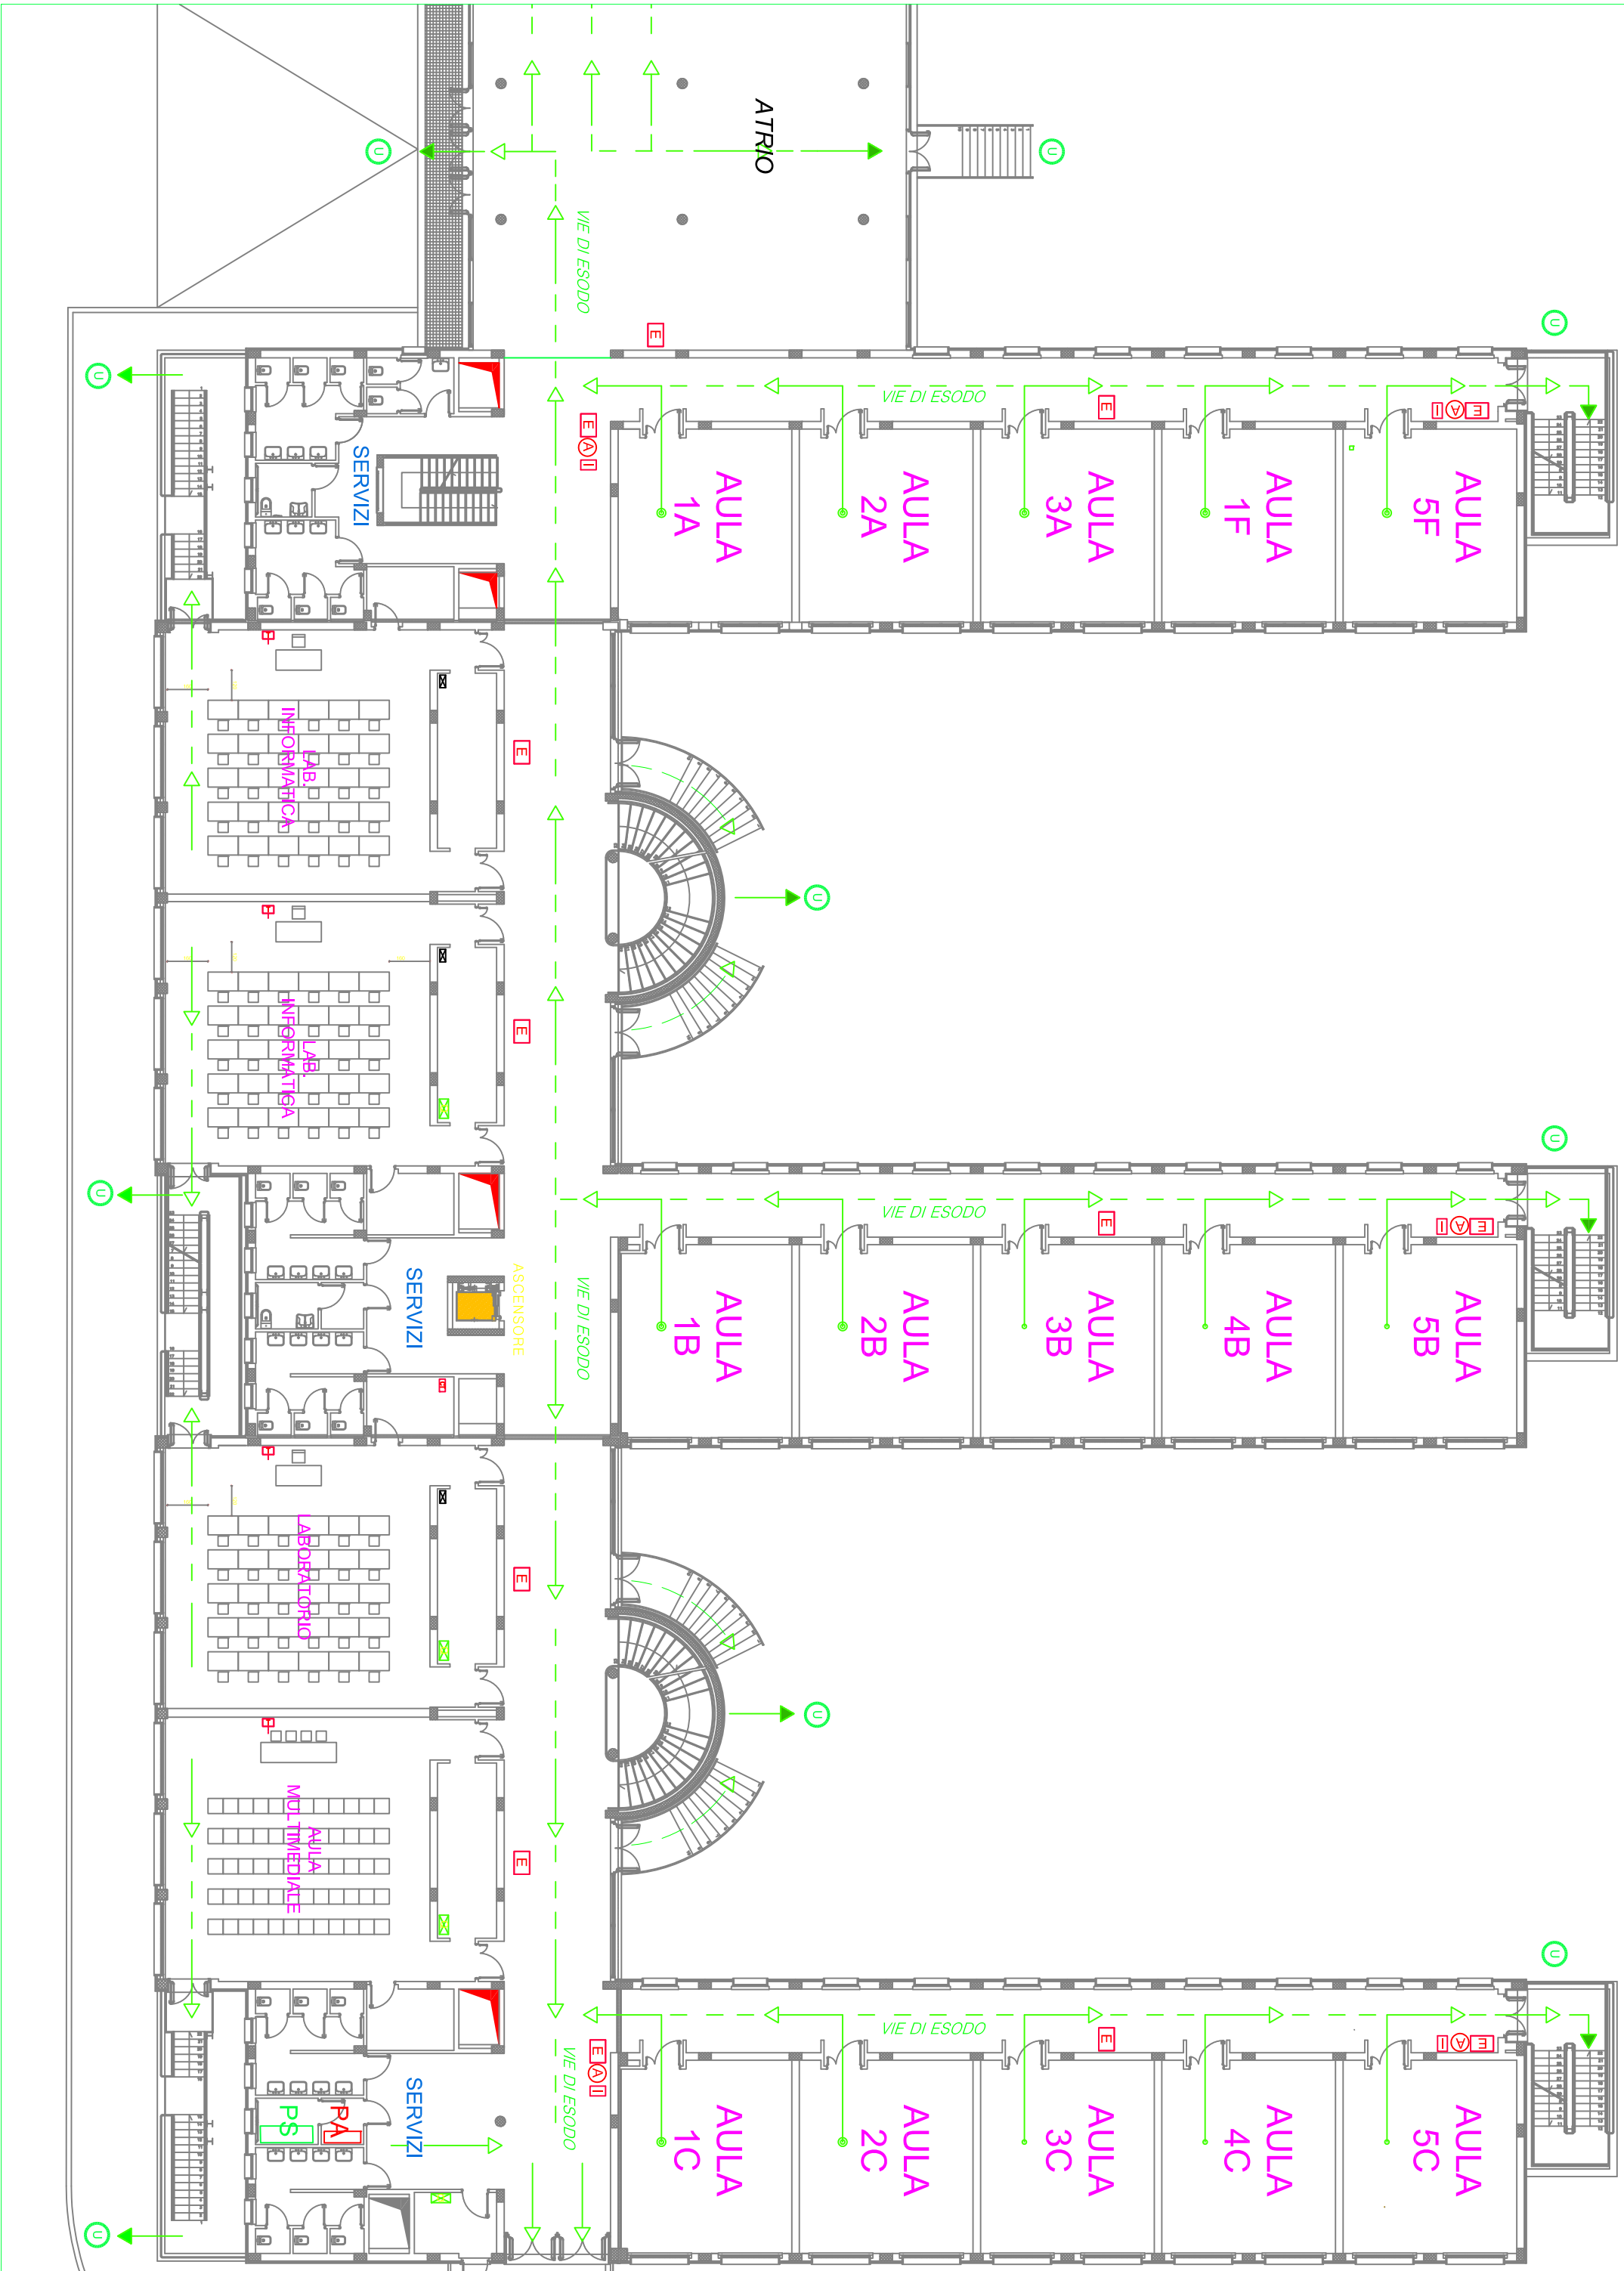 ATRIO
U
U
VIE DI ESODO
U
E
U
VIE DI ESODO
E
E A I
E A I
SERVIZI
AULA
1A
AULA
2A
AULA
3A
AULA
1F
AULA
5F
LAB.
INFORMATICA
E
U
LAB.
INFORMATICA
E
U
U
VIE DI ESODO
E
E A I
SERVIZI
ASCENSORE
VIE DI ESODO
AULA
1B
AULA
2B
AULA
3B
AULA
4B
AULA
5B
LABORATORIO
E
U
AULA
MULTIMEDIALE
E
U
VIE DI ESODO
E
E A I
E A I
VIE DI ESODO
SERVIZI
PS
RA
AULA
1C
AULA
2C
AULA
3C
AULA
4C
AULA
5C
U